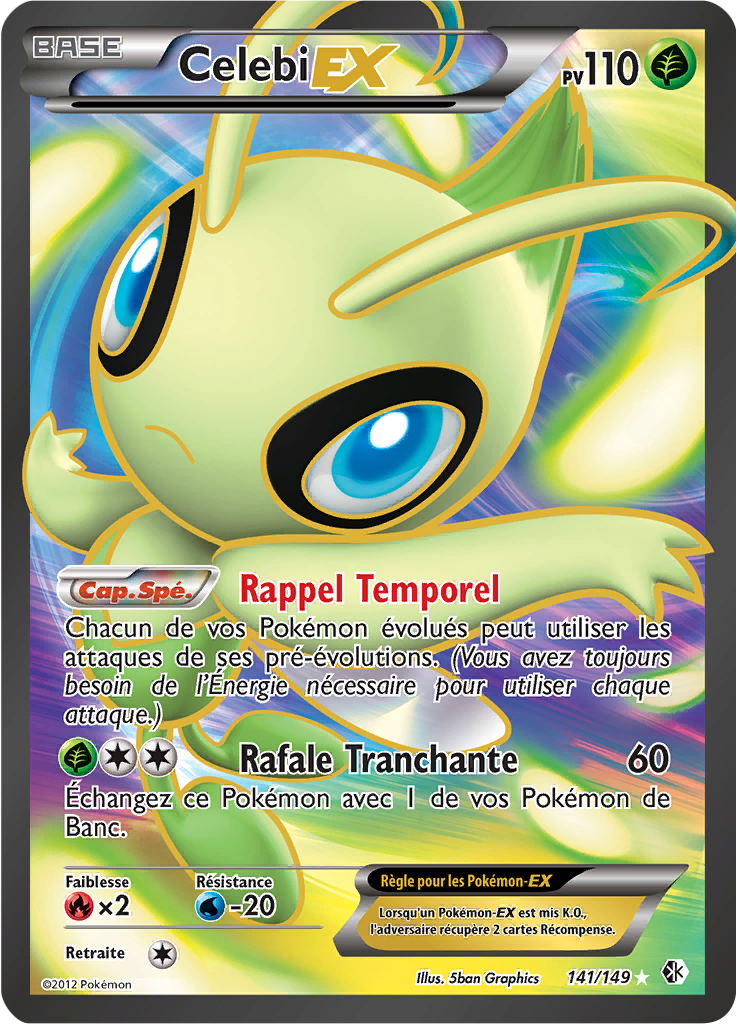 BASE
Celebi EX
PV110
Cap.Spé. Rappel Temporel
Chacun de vos Pokémon évolués peut utiliser les
attaques de ses pré-évolutions. (Vous avez toujours
besoin de l'Énergie nécessaire pour utiliser chaque
attaque.)
Rafale Tranchante 60
Échangez ce Pokémon avec 1 de vos Pokémon de
Banc.
Faiblesse Résistance
×2 -20
Règle pour les Pokémon-EX
Lorsqu'un Pokémon-EX est mis K.O.,
l'adversaire récupère 2 cartes Récompense.
Retraite
©2012 Pokémon
Illus. 5ban Graphics 141/149